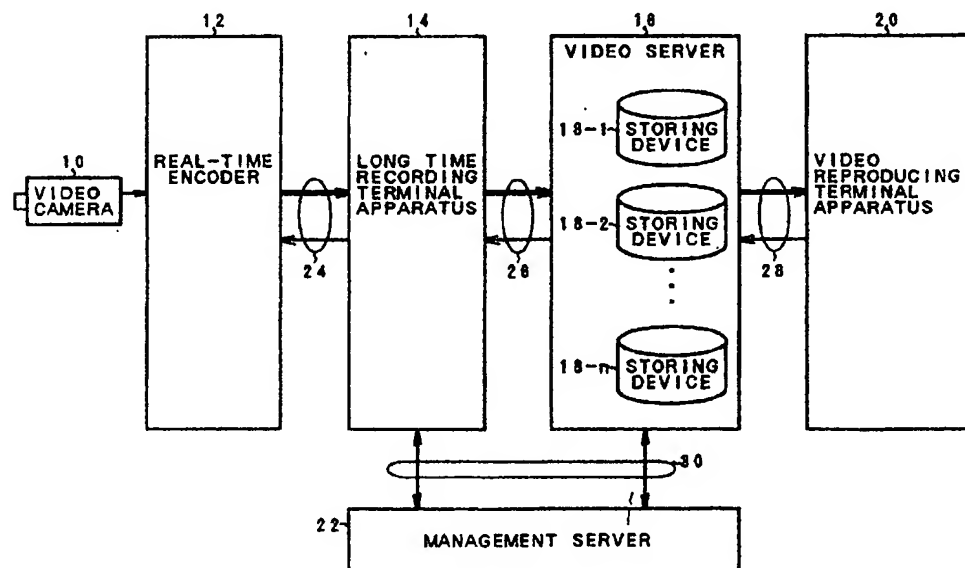 12
14
16
20
VIDEO SERVER
18-1
STORING
DEVICE
10
VIDEO
CAMERA
REAL-TIME
ENCODER
LONG TIME
RECORDING
TERMINAL
APPARATUS
VIDEO
REPRODUCING
TERMINAL
APPARATUS
18-2
STORING
DEVICE
24
26
28
18-n
STORING
DEVICE
30
22
MANAGEMENT SERVER